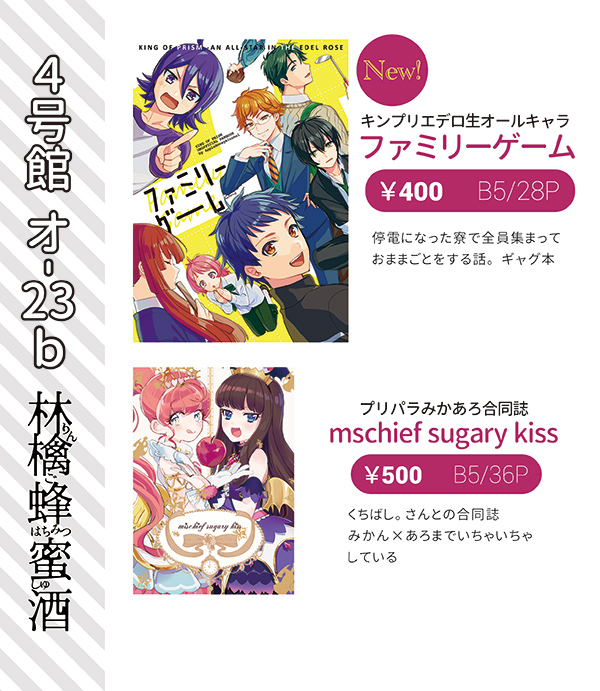 4号館 オ-23b
林檎蜂蜜酒
りんごはちみつしゅ
KING OF PRISM -AN ALL-STAR IN THE EDEL ROSE
ファミリー
ゲーム
New!
キンプリエデロ生オールキャラ
ファミリーゲーム
¥400 B5/28P
停電になった寮で全員集まって
おままごとをする話。ギャグ本
mischief sugary kiss
プリパラみかあろ合同誌
mschief sugary kiss
¥500 B5/36P
くちばし。さんとの合同誌
みかん×あろまでいちゃいちゃ
している